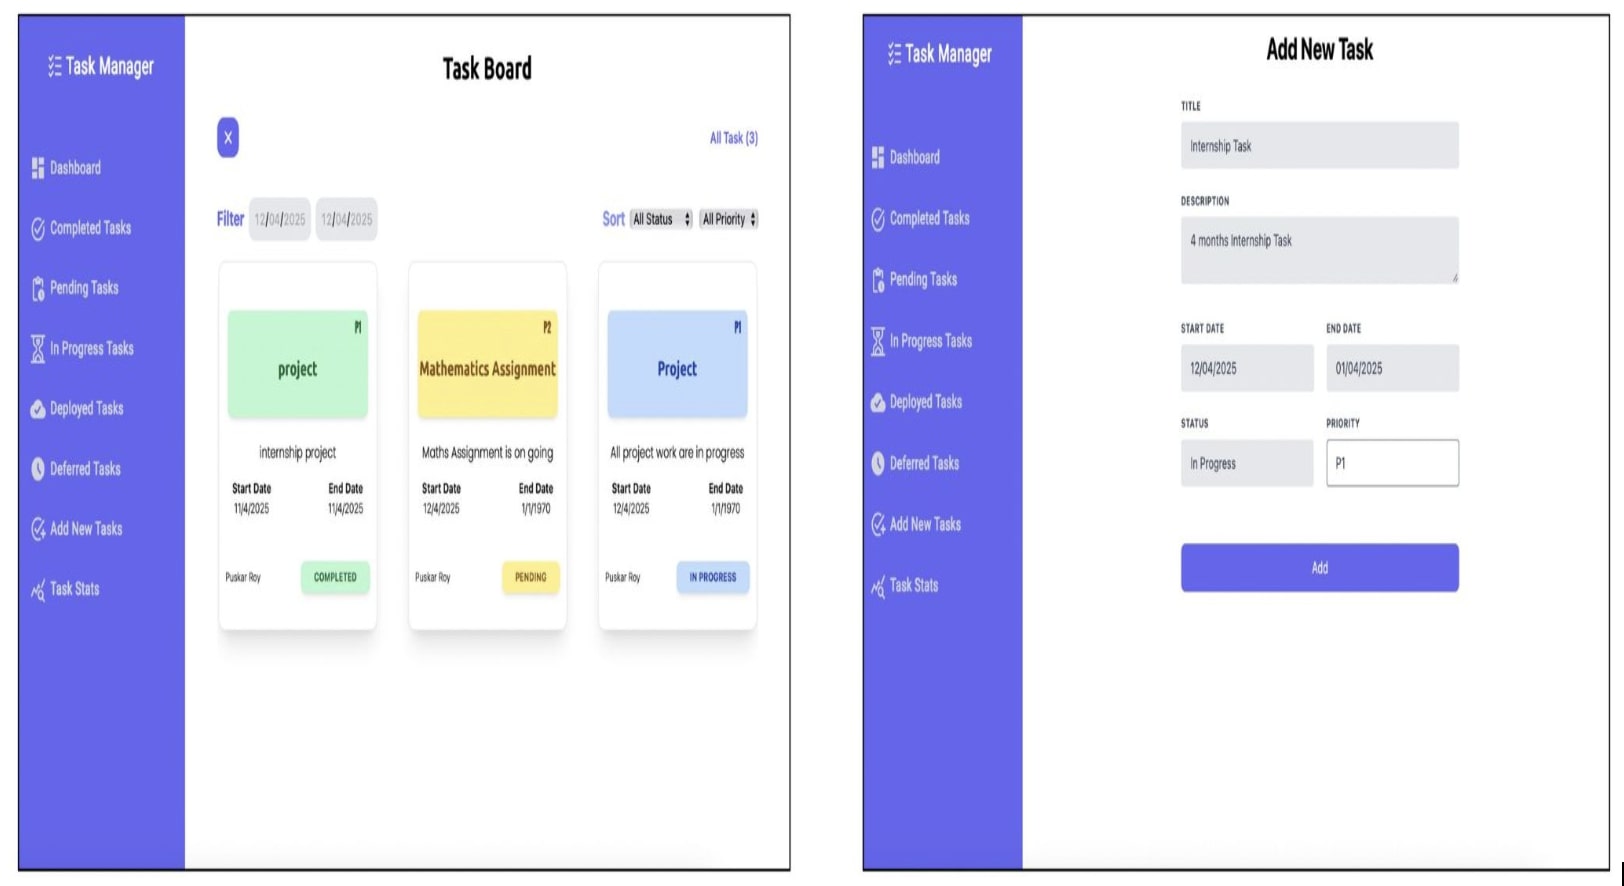 Task Manager
Dashboard
Completed Tasks
Pending Tasks
In Progress Tasks
Deployed Tasks
Deferred Tasks
Add New Tasks
Task Stats
Task Board
X
All Task (3)
Filter 12/04/2025 12/04/2025
Sort All Status All Priority
P1
project
internship project
Start Date End Date
11/4/2025 11/4/2025
Puskar Roy COMPLETED
P2
Mathematics Assignment
Maths Assignment is on going
Start Date End Date
12/4/2025 1/1/1970
Puskar Roy PENDING
P1
Project
All project work are in progress
Start Date End Date
12/4/2025 1/1/1970
Puskar Roy IN PROGRESS
Task Manager
Dashboard
Completed Tasks
Pending Tasks
In Progress Tasks
Deployed Tasks
Deferred Tasks
Add New Tasks
Task Stats
Add New Task
TITLE
Internship Task
DESCRIPTION
4 months Internship Task
START DATE END DATE
12/04/2025 01/04/2025
STATUS PRIORITY
In Progress P1
Add